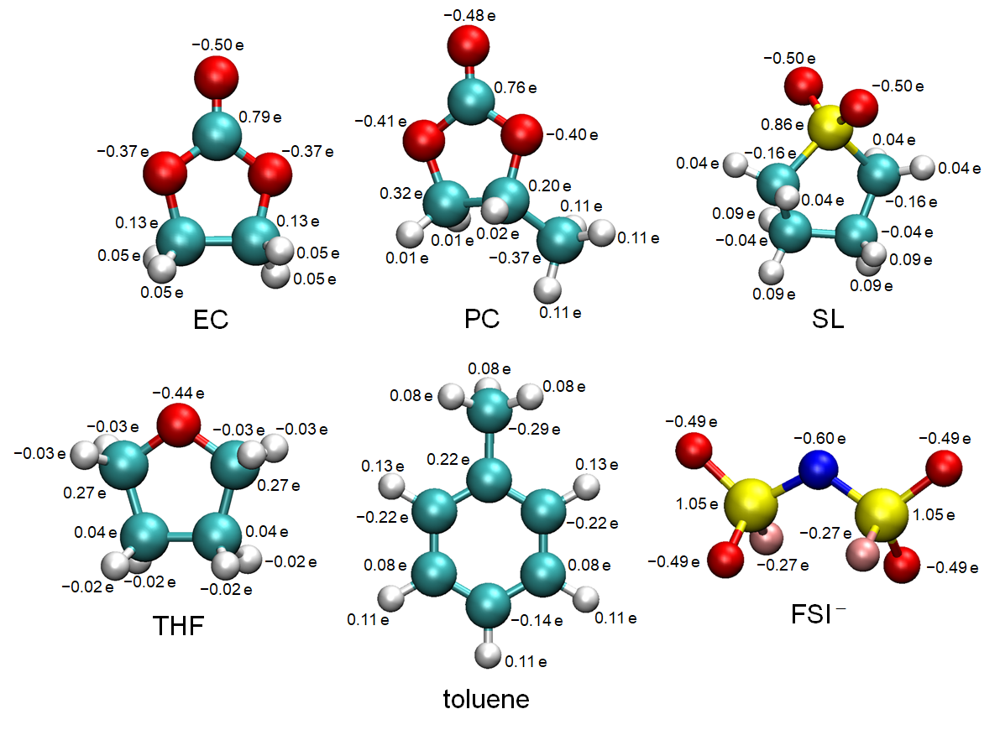 −0.50 e
0.79 e
−0.37 e
−0.37 e
0.13 e
0.13 e
0.05 e
0.05 e
0.05 e
0.05 e
EC
−0.48 e
0.76 e
−0.41 e
−0.40 e
0.32 e
0.20 e
0.11 e
0.02 e
0.01 e
0.11 e
0.01 e
−0.37 e
0.11 e
PC
−0.50 e
−0.50 e
0.86 e
0.04 e
−0.16 e
0.04 e
0.04 e
0.04 e
−0.16 e
0.09 e
−0.04 e
−0.04 e
0.09 e
0.09 e
0.09 e
SL
−0.44 e
−0.03 e
−0.03 e
−0.03 e
−0.03 e
0.27 e
0.27 e
0.04 e
0.04 e
−0.02 e
−0.02 e
−0.02 e
−0.02 e
THF
0.08 e
0.08 e
0.08 e
−0.29 e
0.22 e
0.13 e
0.13 e
−0.22 e
−0.22 e
0.08 e
0.08 e
0.11 e
−0.14 e
0.11 e
0.11 e
toluene
−0.49 e
−0.60 e
−0.49 e
1.05 e
1.05 e
−0.27 e
−0.49 e
−0.27 e
−0.49 e
FSI⁻